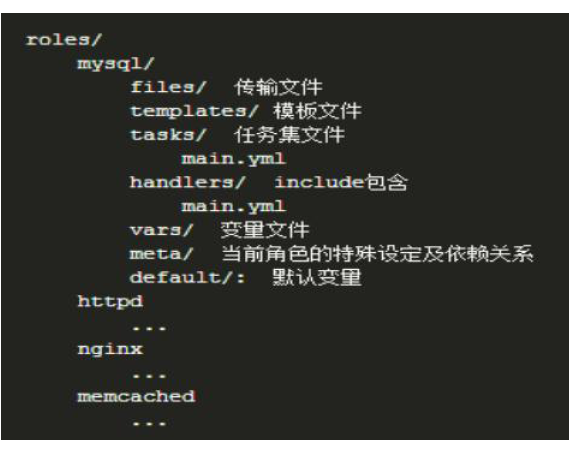 roles/
mysql/
files/ 传输文件
templates/ 模板文件
tasks/ 任务集文件
main.yml
handlers/ include包含
main.yml
vars/ 变量文件
meta/ 当前角色的特殊设定及依赖关系
default/: 默认变量
httpd
...
nginx
...
memcached
...